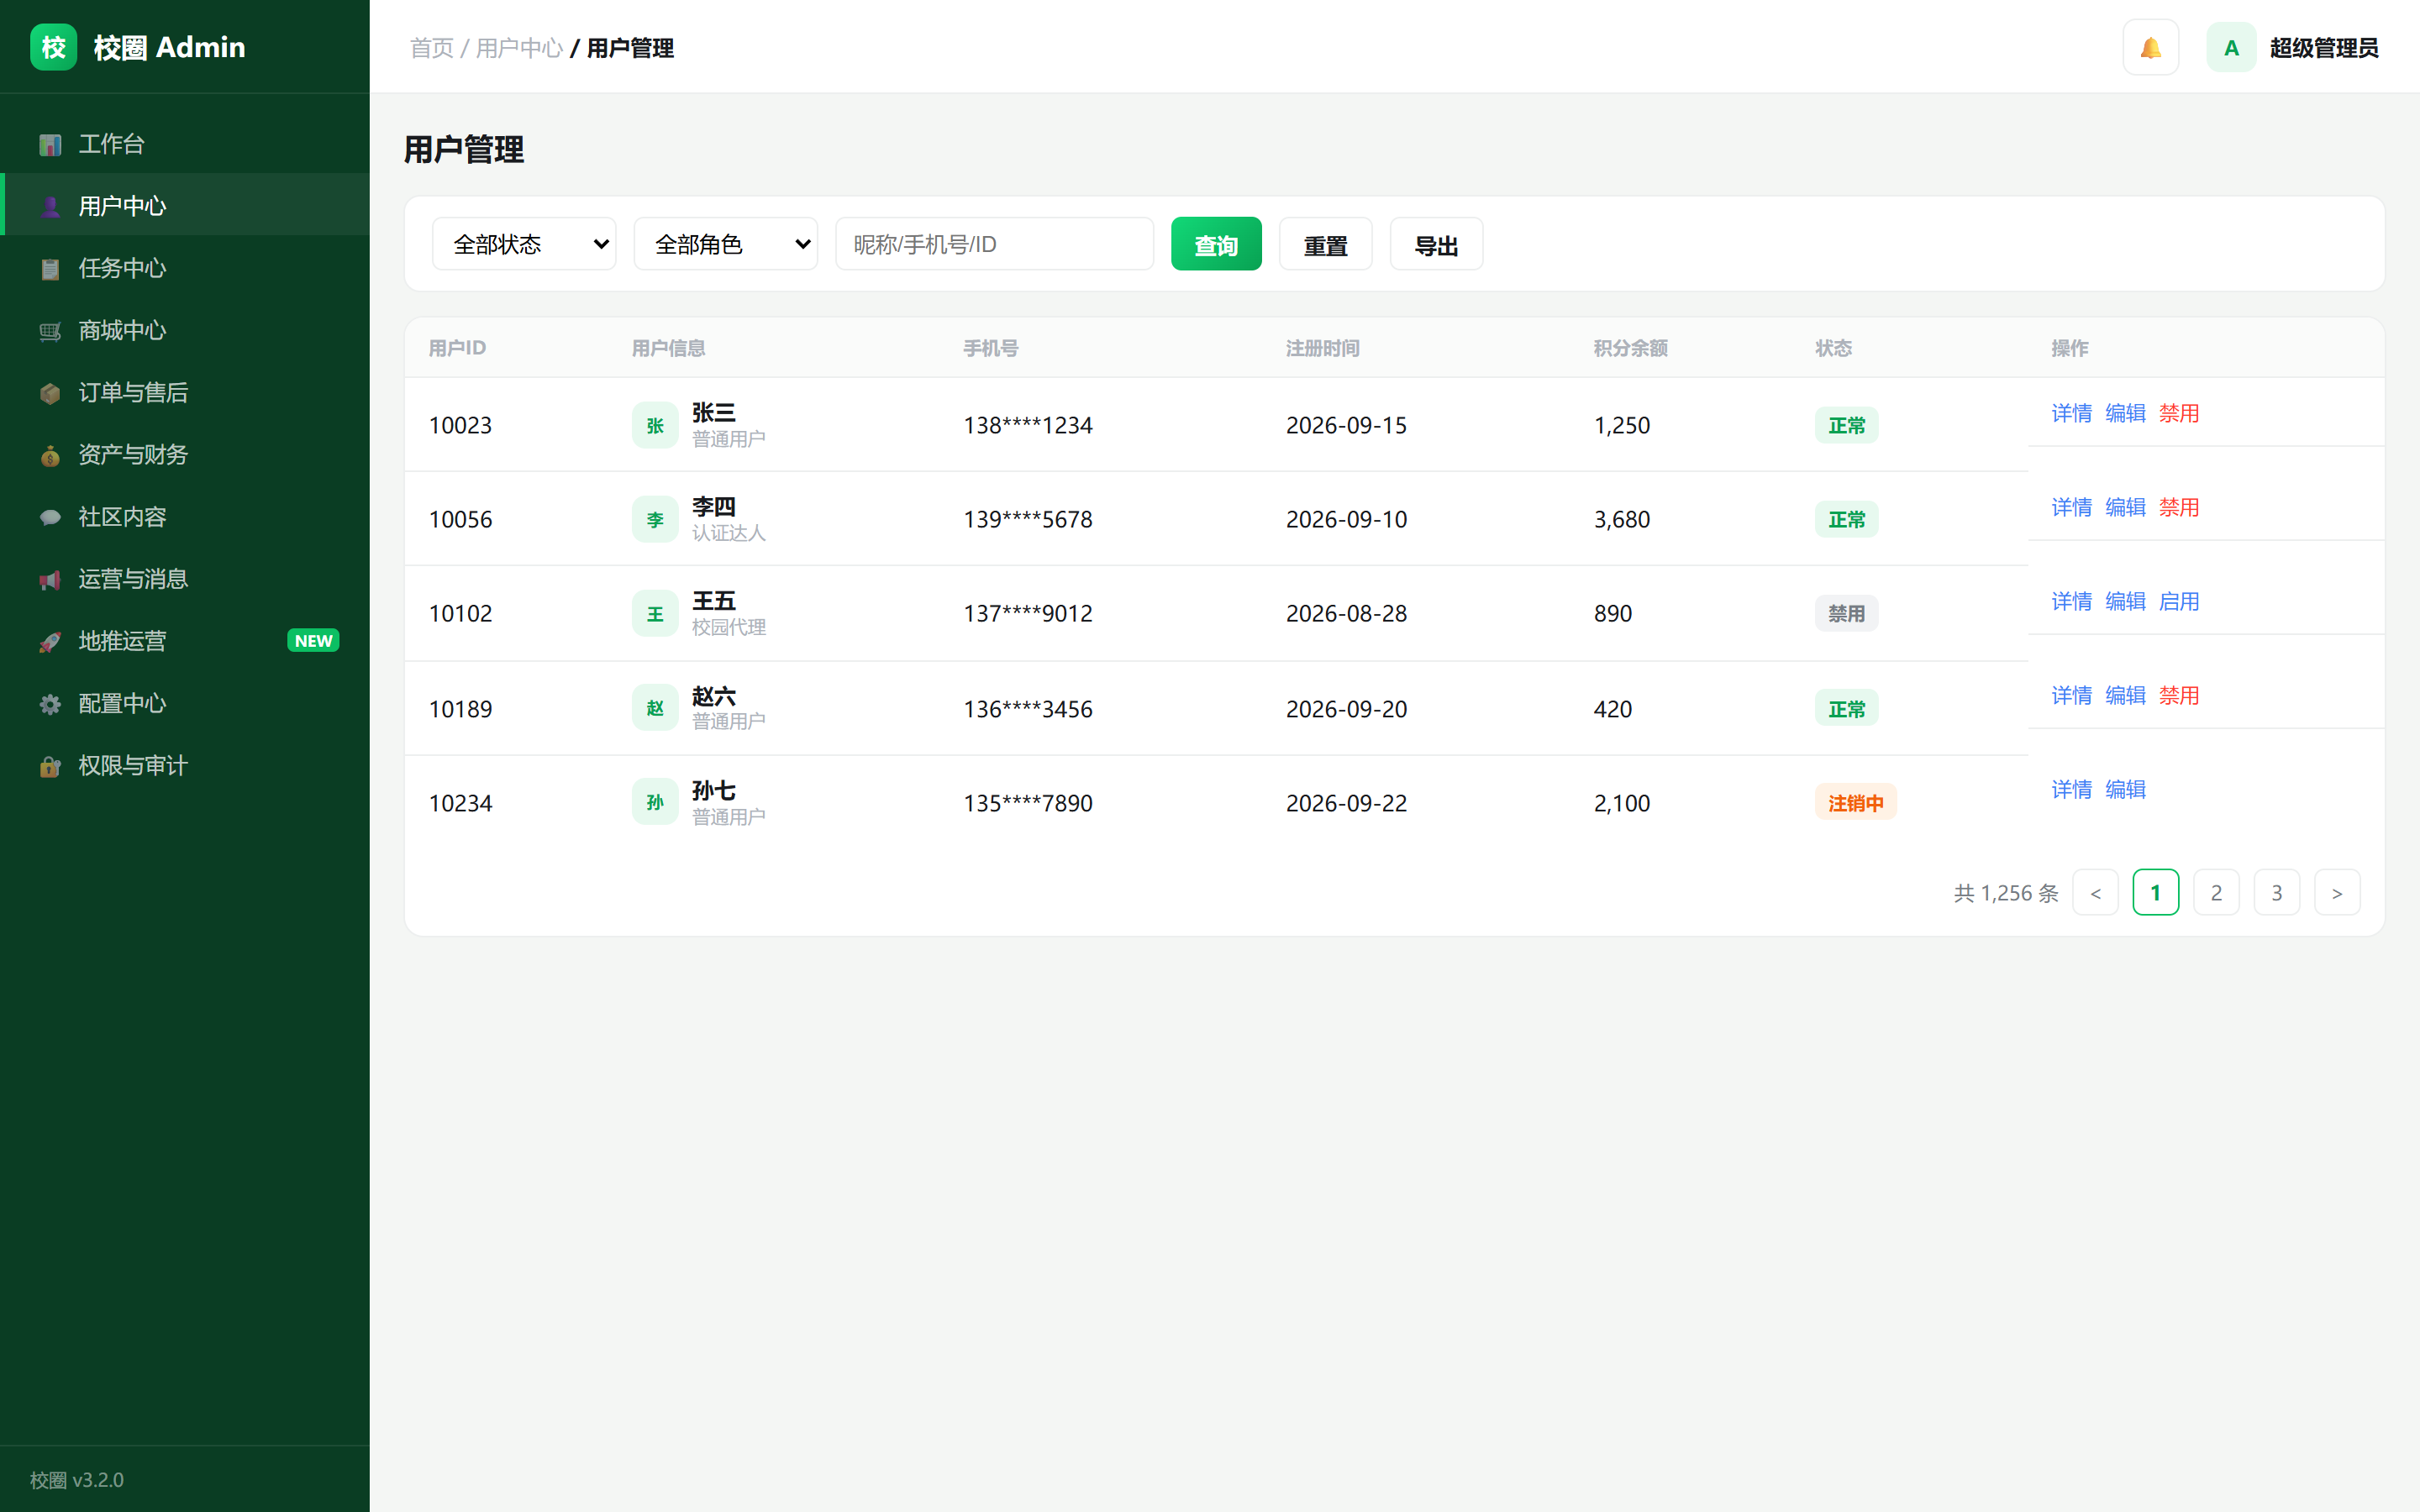 校 校圈 Admin
首页 / 用户中心 / 用户管理
A 超级管理员
工作台
用户中心
任务中心
商城中心
订单与售后
资产与财务
社区内容
运营与消息
地推运营 NEW
配置中心
权限与审计
校圈 v3.2.0
用户管理
全部状态 全部角色 昵称/手机号/ID 查询 重置 导出
用户ID 用户信息 手机号 注册时间 积分余额 状态 操作
10023 张 张三 138****1234 2026-09-15 1,250 正常 详情 编辑 禁用
普通用户
10056 李 李四 139****5678 2026-09-10 3,680 正常 详情 编辑 禁用
认证达人
10102 王 王五 137****9012 2026-08-28 890 禁用 详情 编辑 启用
校园代理
10189 赵 赵六 136****3456 2026-09-20 420 正常 详情 编辑 禁用
普通用户
10234 孙 孙七 135****7890 2026-09-22 2,100 注销中 详情 编辑
普通用户
共 1,256 条 < 1 2 3 >